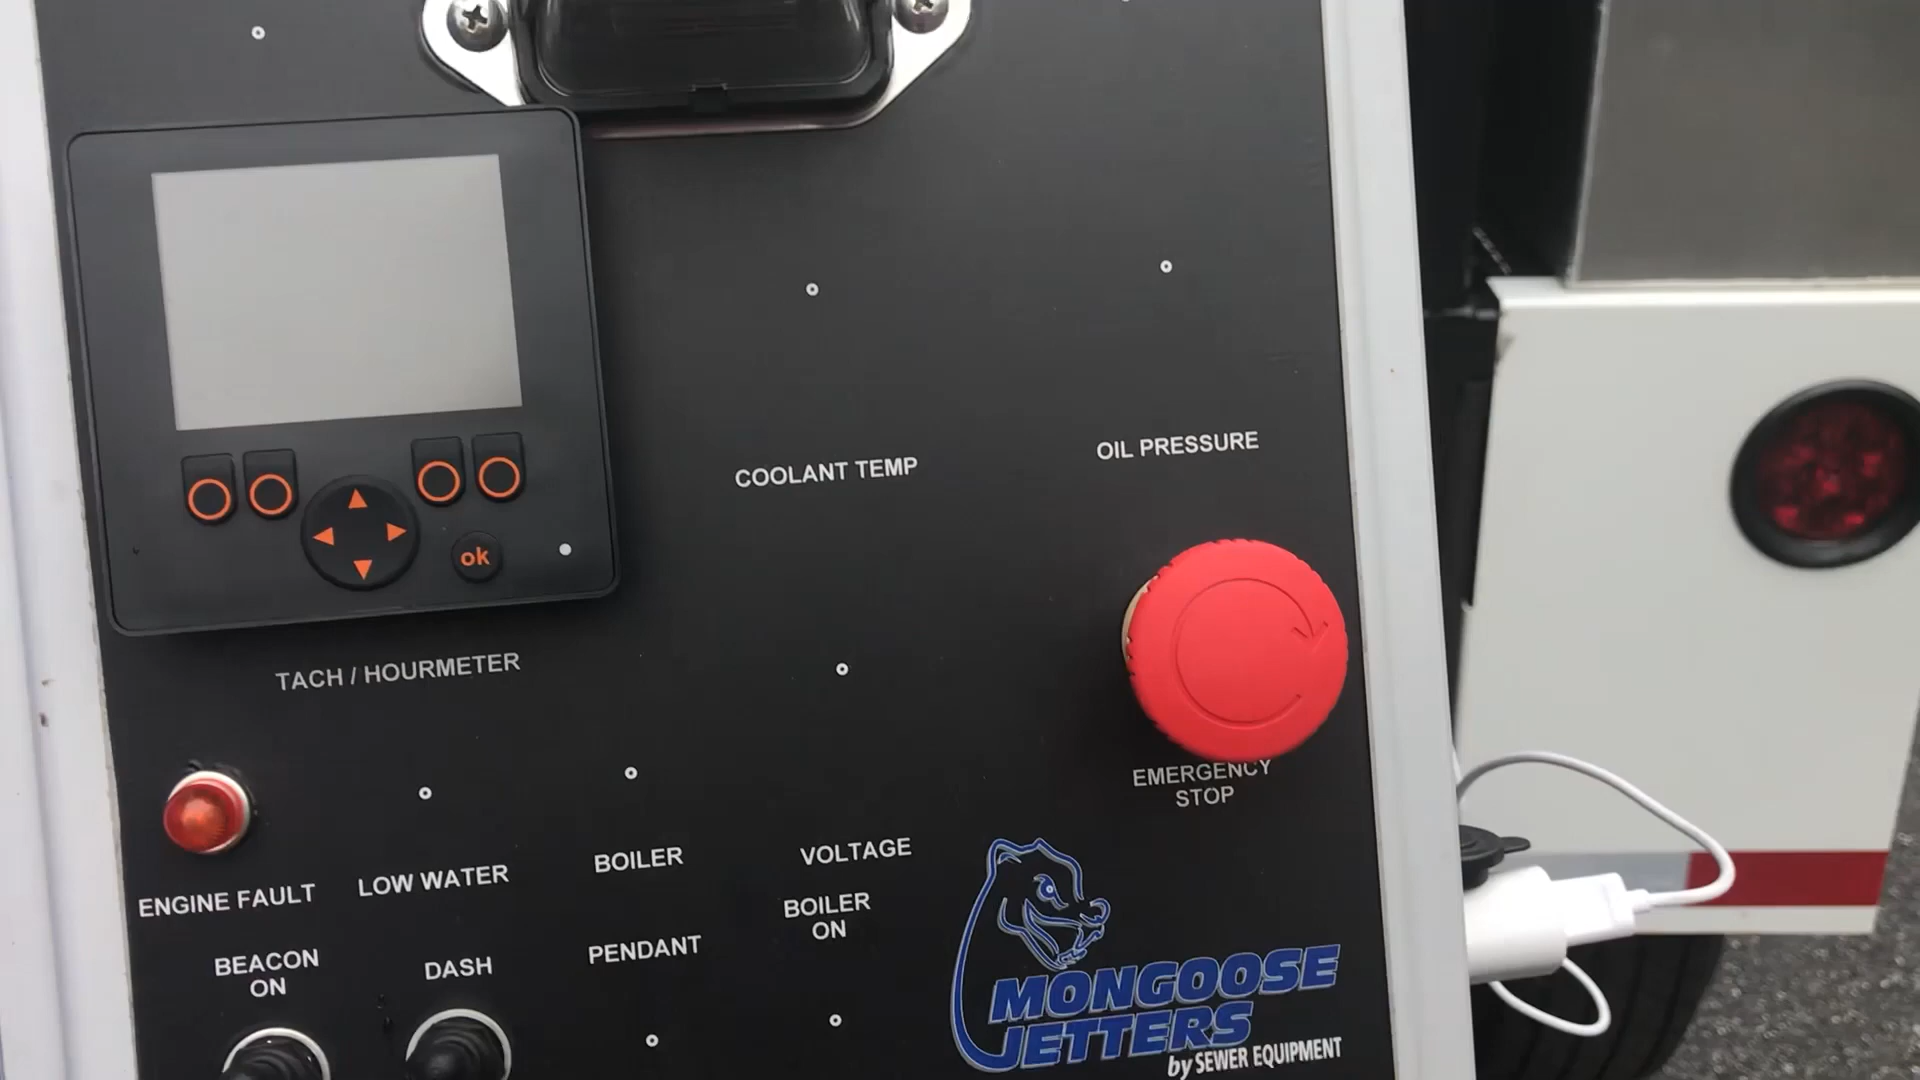 OIL PRESSURE
COOLANT TEMP
ok
TACH / HOURMETER
EMERGENCY
STOP
ENGINE FAULT
LOW WATER
BOILER
VOLTAGE
BEACON
ON
DASH
PENDANT
BOILER
ON
MONGOOSE
JETTERS
by SEWER EQUIPMENT